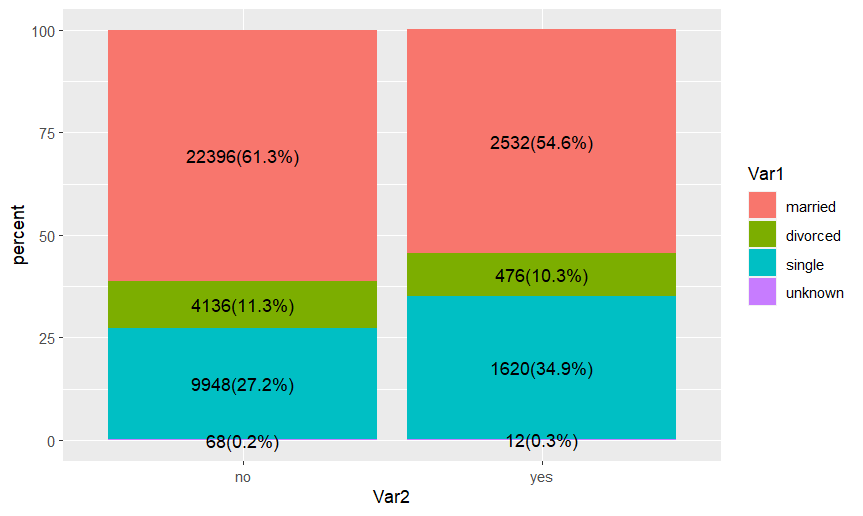 100
75
50
25
0
percent
22396(61.3%)
4136(11.3%)
9948(27.2%)
68(0.2%)
2532(54.6%)
476(10.3%)
1620(34.9%)
12(0.3%)
no
yes
Var2
Var1
married
divorced
single
unknown